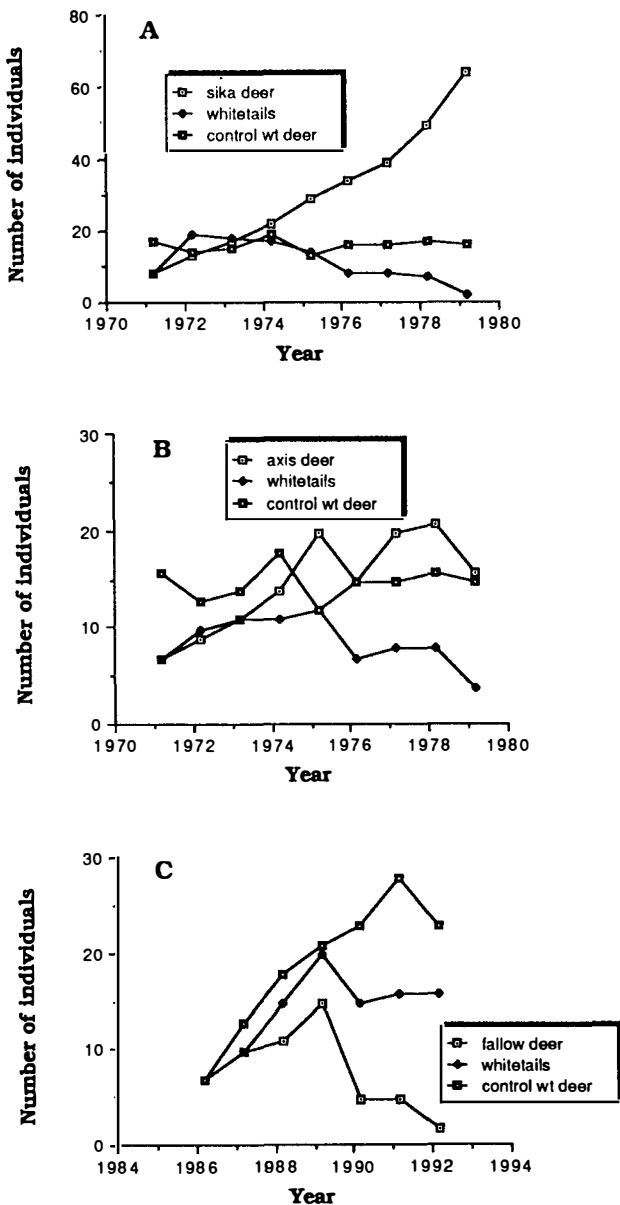 A
Number of individuals
80
60
40
20
0
sika deer
whitetails
control wt deer
1970 1972 1974 1976 1978 1980
Year
B
Number of individuals
30
20
10
0
axis deer
whitetails
control wt deer
1970 1972 1974 1976 1978 1980
Year
C
Number of individuals
30
20
10
0
fallow deer
whitetails
control wt deer
1984 1986 1988 1990 1992 1994
Year